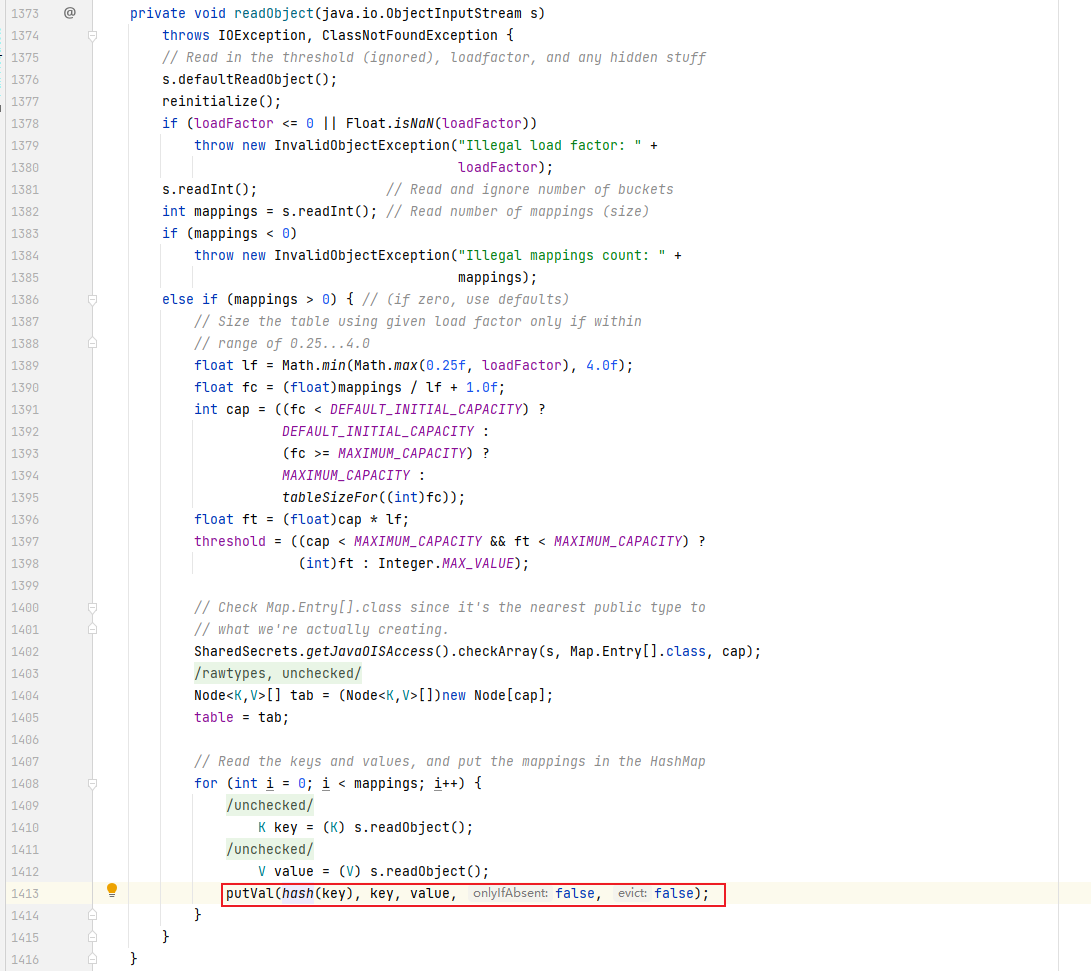 1373 @ private void readObject(java.io.ObjectInputStream s)
1374 throws IOException, ClassNotFoundException {
1375 // Read in the threshold (ignored), loadfactor, and any hidden stuff
1376 s.defaultReadObject();
1377 reinitialize();
1378 if (loadFactor <= 0 || Float.isNaN(loadFactor))
1379 throw new InvalidObjectException("Illegal load factor: " +
1380 loadFactor);
1381 s.readInt(); // Read and ignore number of buckets
1382 int mappings = s.readInt(); // Read number of mappings (size)
1383 if (mappings < 0)
1384 throw new InvalidObjectException("Illegal mappings count: " +
1385 mappings);
1386 else if (mappings > 0) { // (if zero, use defaults)
1387 // Size the table using given load factor only if within
1388 // range of 0.25...4.0
1389 float lf = Math.min(Math.max(0.25f, loadFactor), 4.0f);
1390 float fc = (float)mappings / lf + 1.0f;
1391 int cap = ((fc < DEFAULT_INITIAL_CAPACITY) ?
1392 DEFAULT_INITIAL_CAPACITY :
1393 (fc >= MAXIMUM_CAPACITY) ?
1394 MAXIMUM_CAPACITY :
1395 tableSizeFor((int)fc));
1396 float ft = (float)cap * lf;
1397 threshold = ((cap < MAXIMUM_CAPACITY && ft < MAXIMUM_CAPACITY) ?
1398 (int)ft : Integer.MAX_VALUE);
1399
1400 // Check Map.Entry[].class since it's the nearest public type to
1401 // what we're actually creating.
1402 SharedSecrets.getJavaOISAccess().checkArray(s, Map.Entry[].class, cap);
1403 /rawtypes, unchecked/
1404 Node<K,V>[] tab = (Node<K,V>[])new Node[cap];
1405 table = tab;
1406
1407 // Read the keys and values, and put the mappings in the HashMap
1408 for (int i = 0; i < mappings; i++) {
1409 /unchecked/
1410 K key = (K) s.readObject();
1411 /unchecked/
1412 V value = (V) s.readObject();
1413 putVal(hash(key), key, value, onlyIfAbsent: false, evict: false);
1414 }
1415 }
1416 }